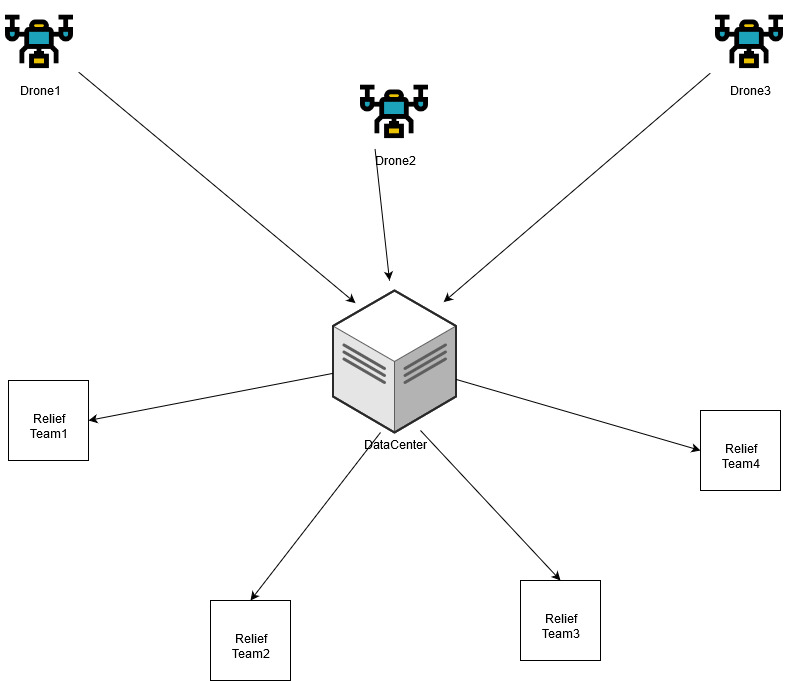 Drone1
Drone3
Drone2
DataCenter
Relief
Team1
Relief
Team4
Relief
Team3
Relief
Team2